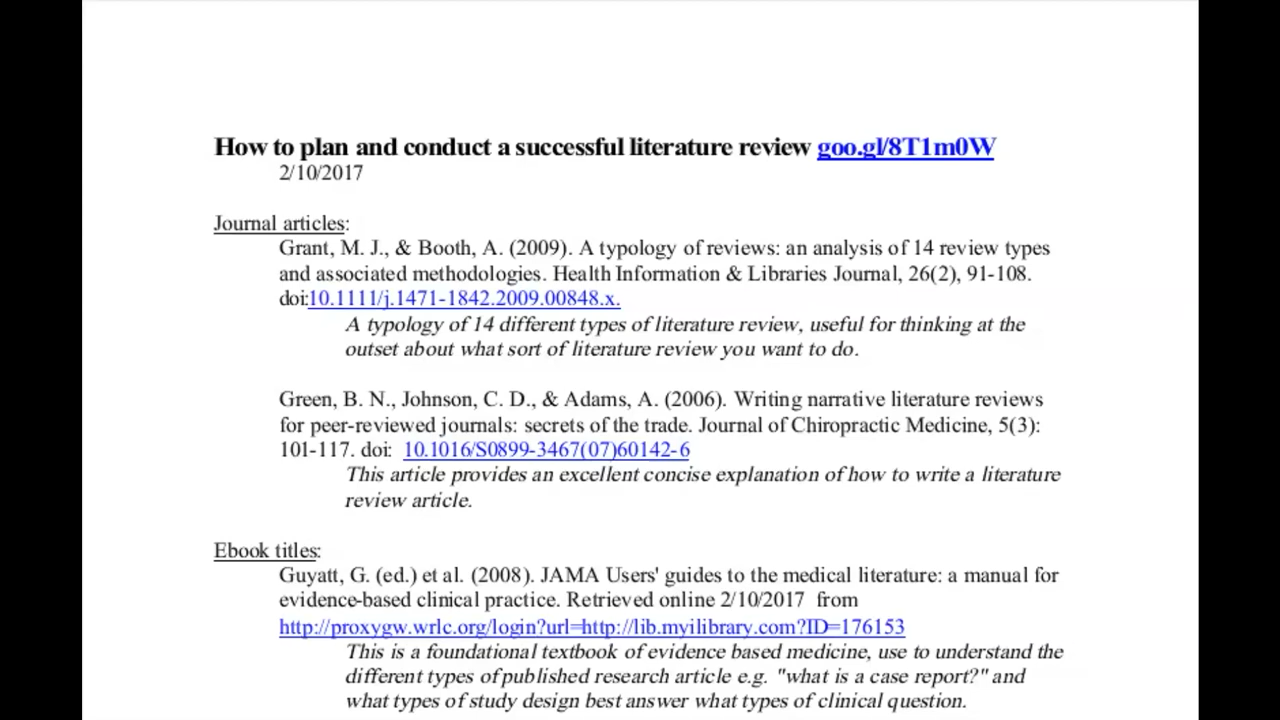 How to plan and conduct a successful literature review goo.gl/8T1m0W
2/10/2017
Journal articles:
Grant, M. J., & Booth, A. (2009). A typology of reviews: an analysis of 14 review types
and associated methodologies. Health Information & Libraries Journal, 26(2), 91-108.
doi:10.1111/j.1471-1842.2009.00848.x.
A typology of 14 different types of literature review, useful for thinking at the
outset about what sort of literature review you want to do.
Green, B. N., Johnson, C. D., & Adams, A. (2006). Writing narrative literature reviews
for peer-reviewed journals: secrets of the trade. Journal of Chiropractic Medicine, 5(3):
101-117. doi: 10.1016/S0899-3467(07)60142-6
This article provides an excellent concise explanation of how to write a literature
review article.
Ebook titles:
Guyatt, G. (ed.) et al. (2008). JAMA Users' guides to the medical literature: a manual for
evidence-based clinical practice. Retrieved online 2/10/2017 from
http://proxygw.wrlc.org/login?url=http://lib.myilibrary.com?ID=176153
This is a foundational textbook of evidence based medicine, use to understand the
different types of published research article e.g. "what is a case report?" and
what types of study design best answer what types of clinical question.